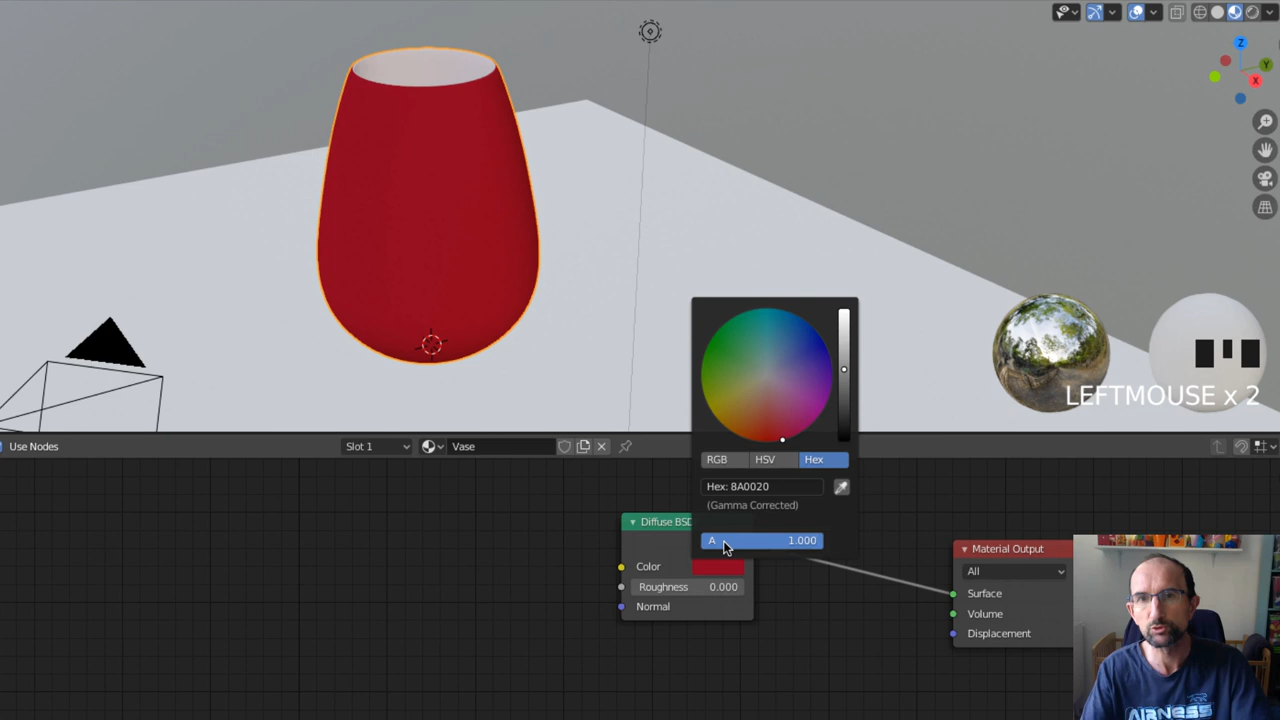 Z
Y
X
LEFTMOUSE x 2
Use Nodes
Slot 1
Vase
RGB
HSV
Hex
Hex: 8A0020
(Gamma Corrected)
A
1.000
Diffuse BSD
Color
Roughness
0.000
Normal
Material Output
All
Surface
Volume
Displacement
AIRNESS